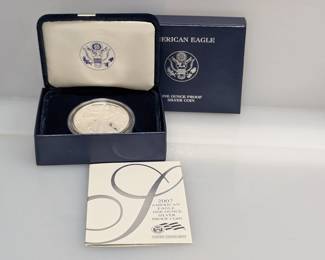 AMERICAN EAGLE
ONE OUNCE PROOF
SILVER COIN
2007
AMERICAN
EAGLE
ONE OUNCE
SILVER
PROOF COIN